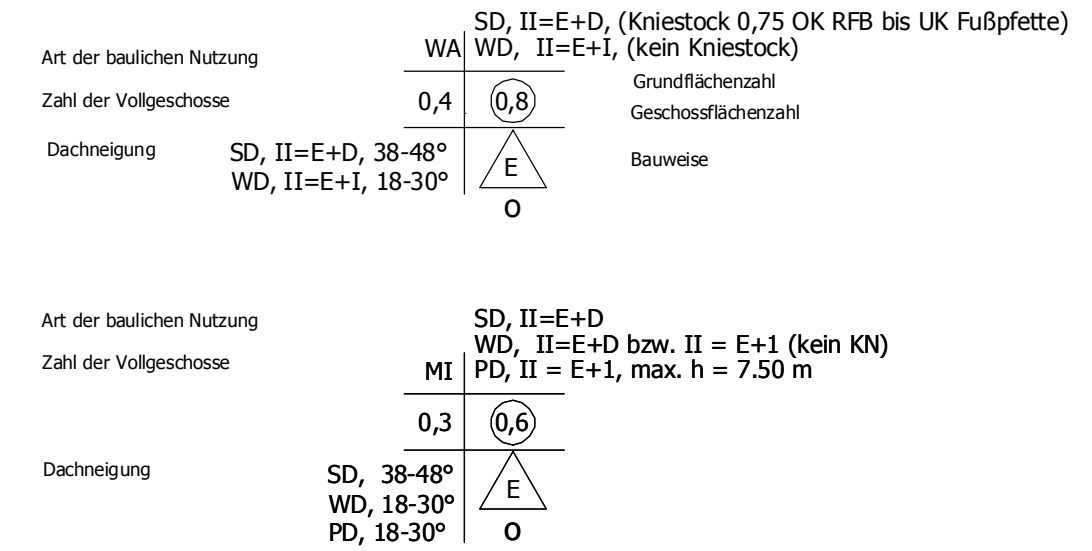 SD, II=E+D, (Kniestock 0,75 OK RFB bis UK Fußpfette)
Art der baulichen Nutzung WA WD, II=E+I, (kein Kniestock)
Grundflächenzahl
Zahl der Vollgeschosse 0,4 0,8
Geschossflächenzahl
Dachneigung SD, II=E+D, 38-48°
WD, II=E+I, 18-30° E Bauweise
O
Art der baulichen Nutzung SD, II=E+D
WD, II=E+D bzw. II = E+1 (kein KN)
Zahl der Vollgeschosse MI PD, II = E+1, max. h = 7.50 m
0,3 0,6
Dachneigung SD, 38-48°
WD, 18-30° E
PD, 18-30° O